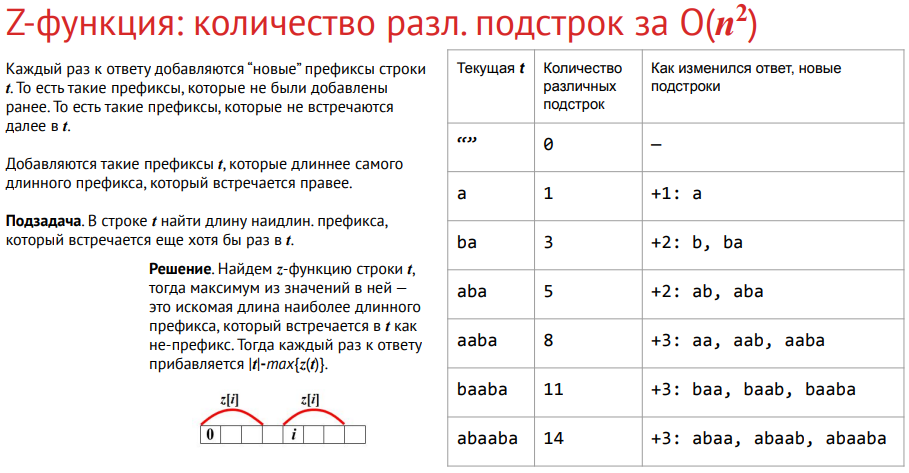 Z-функция: количество разл. подстрок за O(n²)
Каждый раз к ответу добавляются “новые” префиксы строки
t. То есть такие префиксы, которые не были добавлены
ранее. То есть такие префиксы, которые не встречаются
далее в t.
Добавляются такие префиксы t, которые длиннее самого
длинного префикса, который встречается правее.
Подзадача. В строке t найти длину наидлин. префикса,
который встречается еще хотя бы раз в t.
Решение. Найдем z-функцию строки t,
тогда максимум из значений в ней —
это искомая длина наиболее длинного
префикса, который встречается в t как
не-префикс. Тогда каждый раз к ответу
прибавляется |t|-max{z(t)}.
z[i] z[i]
0 i
Текущая t
Количество
различных
подстрок
Как изменился ответ, новые
подстроки
“” 0 —
a 1 +1: a
ba 3 +2: b, ba
aba 5 +2: ab, aba
aaba 8 +3: aa, aab, aaba
baaba 11 +3: baa, baab, baaba
abaaba 14 +3: abaa, abaab, abaaba